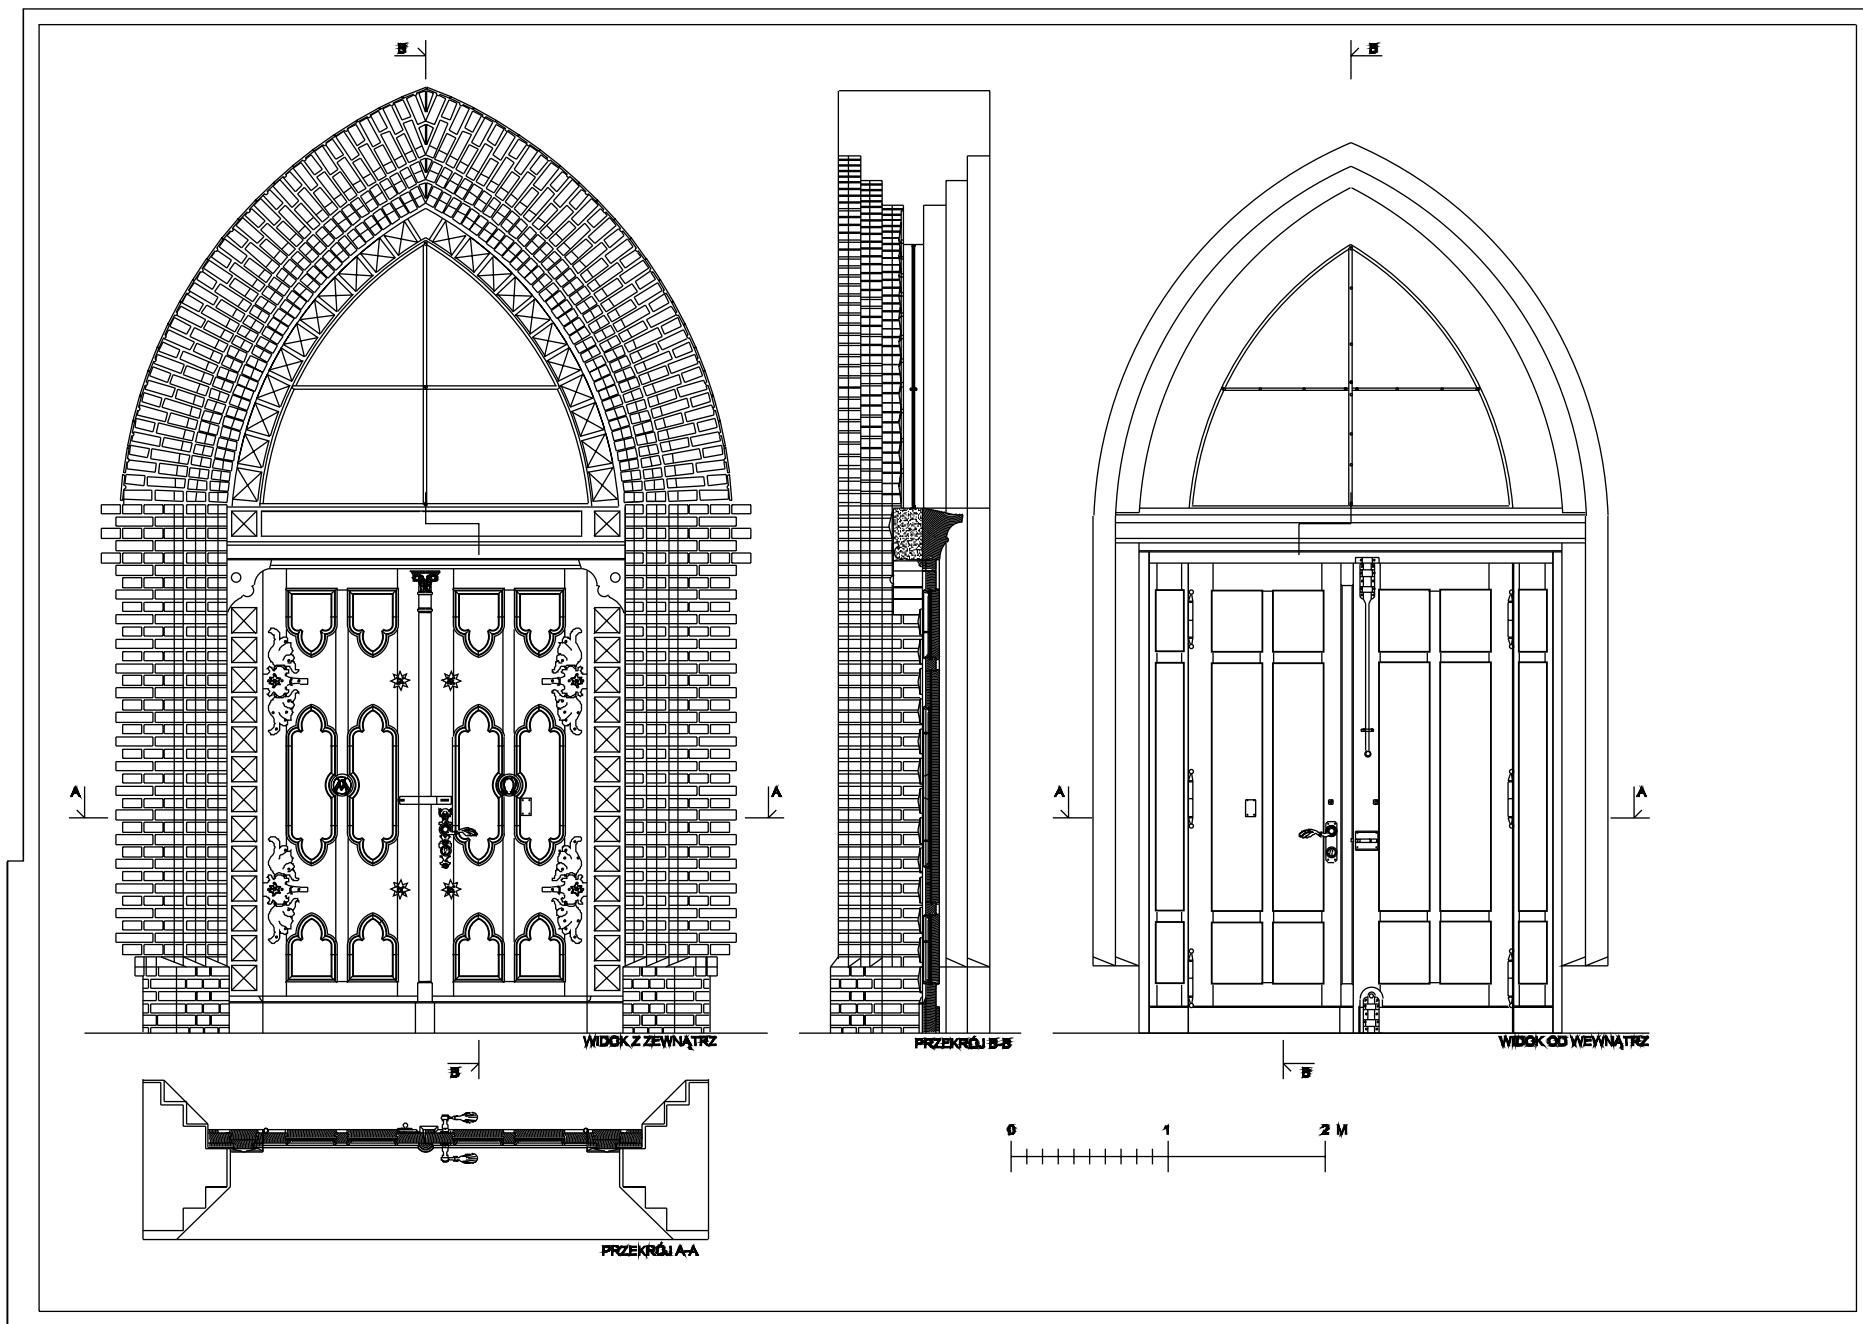 B B
A A A A
WIDOK Z ZEWNĄTRZ PRZEKRÓJ B-B WIDOK OD WEWNĄTRZ
B B
0 1 2 M
PRZEKRÓJ A-A